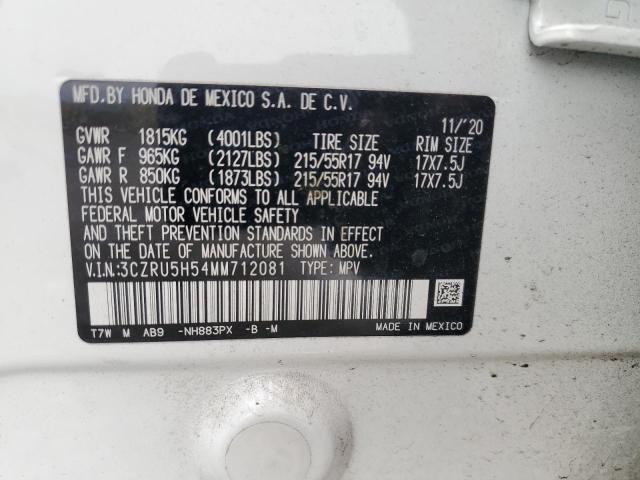 MFD.BY HONDA DE MEXICO S.A. DE C.V.
11/'20
GVWR 1815KG (4001LBS) TIRE SIZE RIM SIZE
GAWR F 965KG (2127LBS) 215/55R17 94V 17X7.5J
GAWR R 850KG (1873LBS) 215/55R17 94V 17X7.5J
THIS VEHICLE CONFORMS TO ALL APPLICABLE
FEDERAL MOTOR VEHICLE SAFETY
AND THEFT PREVENTION STANDARDS IN EFFECT
ON THE DATE OF MANUFACTURE SHOWN ABOVE.
V.I.N.:3CZRU5H54MM712081 TYPE: MPV
T7W M AB9 -NH883PX -B -M MADE IN MEXICO